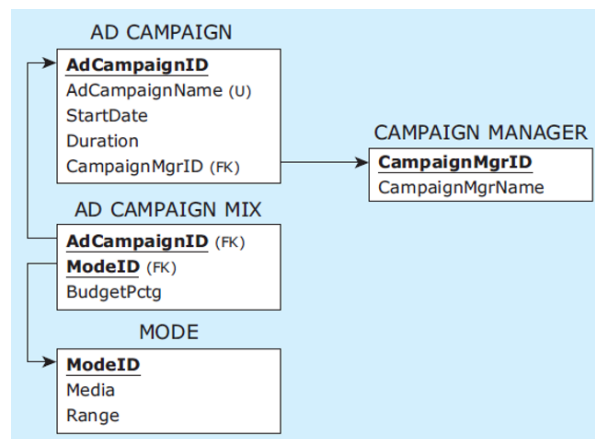 AD CAMPAIGN
AdCampaignID
AdCampaignName (U)
StartDate
Duration
CampaignMgrID (FK)
CAMPAIGN MANAGER
CampaignMgrID
CampaignMgrName
AD CAMPAIGN MIX
AdCampaignID (FK)
ModeID (FK)
BudgetPctg
MODE
ModeID
Media
Range